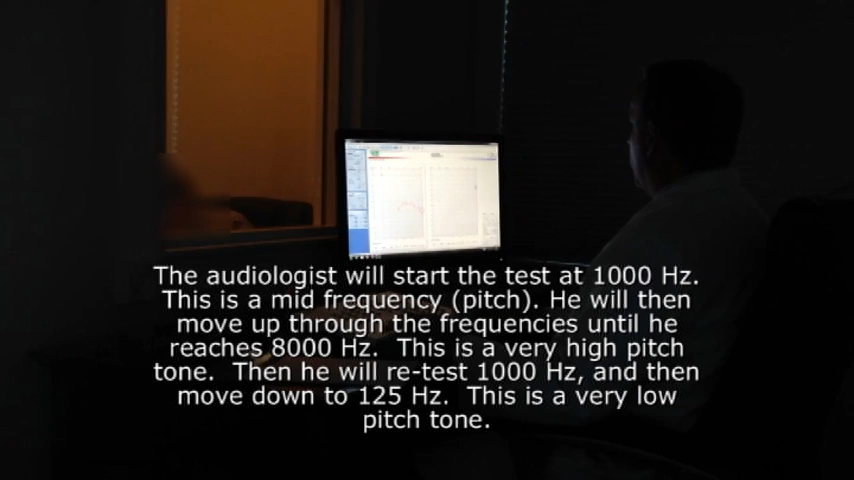 The audiologist will start the test at 1000 Hz.
This is a mid frequency (pitch). He will then
move up through the frequencies until he
reaches 8000 Hz.  This is a very high pitch
tone.  Then he will re-test 1000 Hz, and then
move down to 125 Hz.  This is a very low
pitch tone.